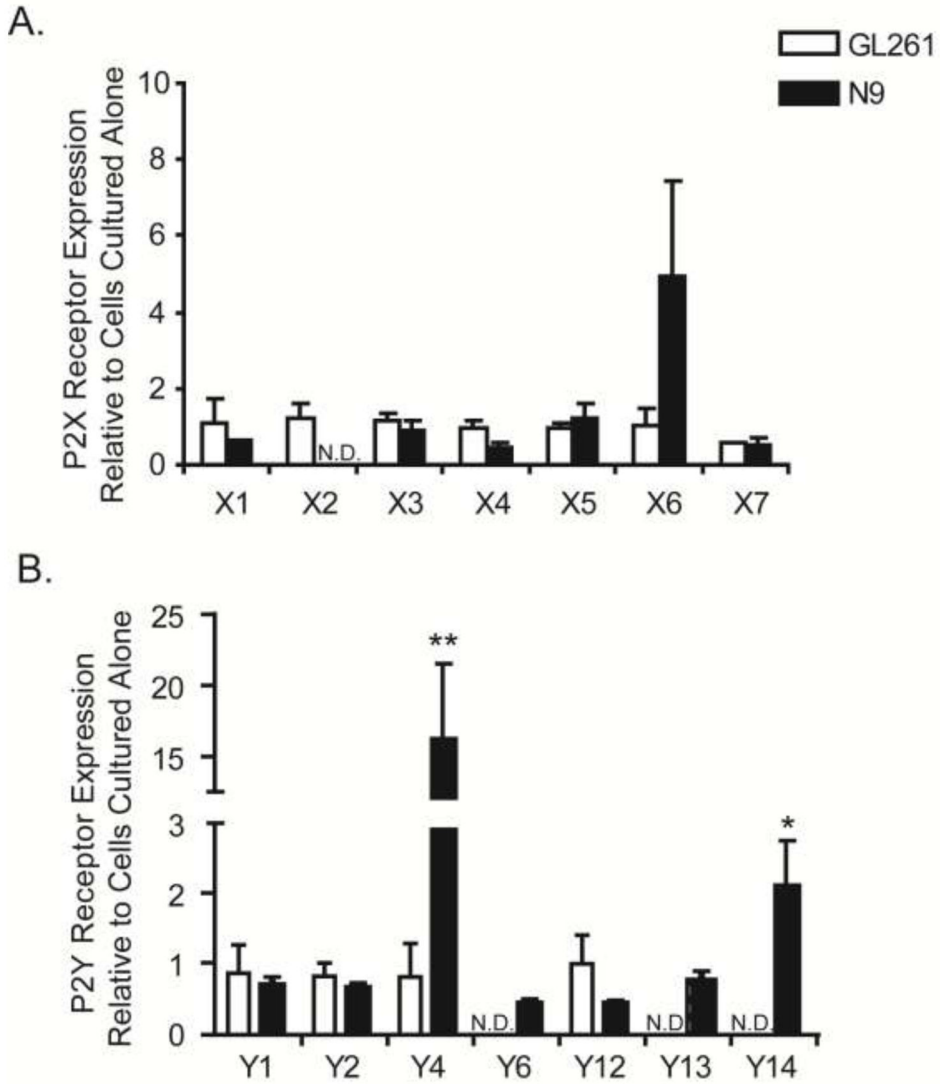 A.
GL261
N9
P2X Receptor Expression
Relative to Cells Cultured Alone
10
8
6
4
2
0
N.D.
X1 X2 X3 X4 X5 X6 X7
B.
P2Y Receptor Expression
Relative to Cells Cultured Alone
25
20
15
3
2
1
0
**
*
N.D. N.D. N.D.
Y1 Y2 Y4 Y6 Y12 Y13 Y14